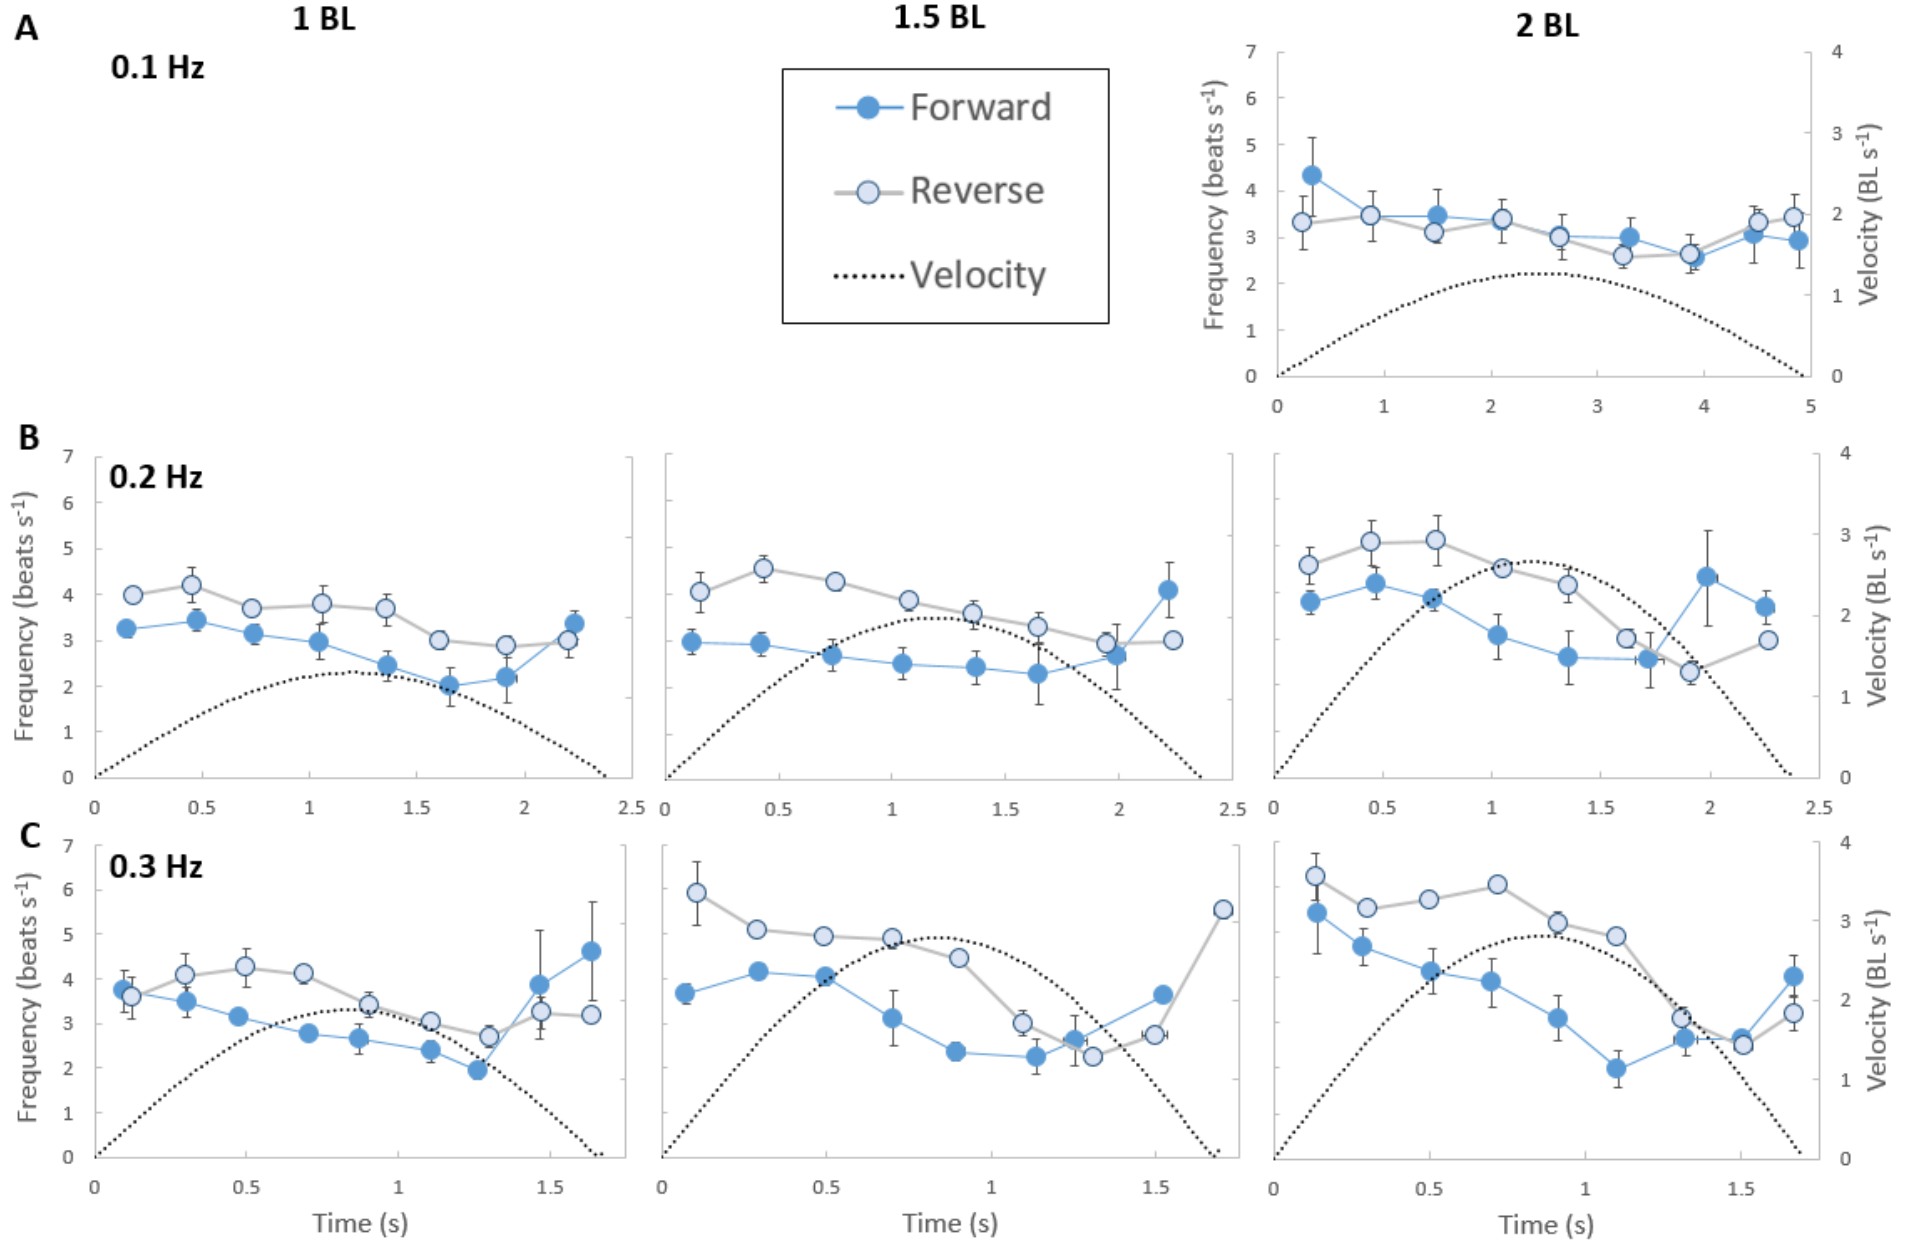 A
1 BL
1.5 BL
2 BL
0.1 Hz
Forward
Reverse
Velocity
Frequency (beats s-1)
7
6
5
4
3
2
1
0
4
3
2
1
0
Velocity (BL s-1)
0 1 2 3 4 5
B
0.2 Hz
Frequency (beats s-1)
7
6
5
4
3
2
1
0
4
3
2
1
0
Velocity (BL s-1)
0 0.5 1 1.5 2 2.5
0 0.5 1 1.5 2 2.5
0 0.5 1 1.5 2 2.5
C
0.3 Hz
Frequency (beats s-1)
7
6
5
4
3
2
1
0
4
3
2
1
0
Velocity (BL s-1)
0 0.5 1 1.5
0 0.5 1 1.5
0 0.5 1 1.5
Time (s)
Time (s)
Time (s)